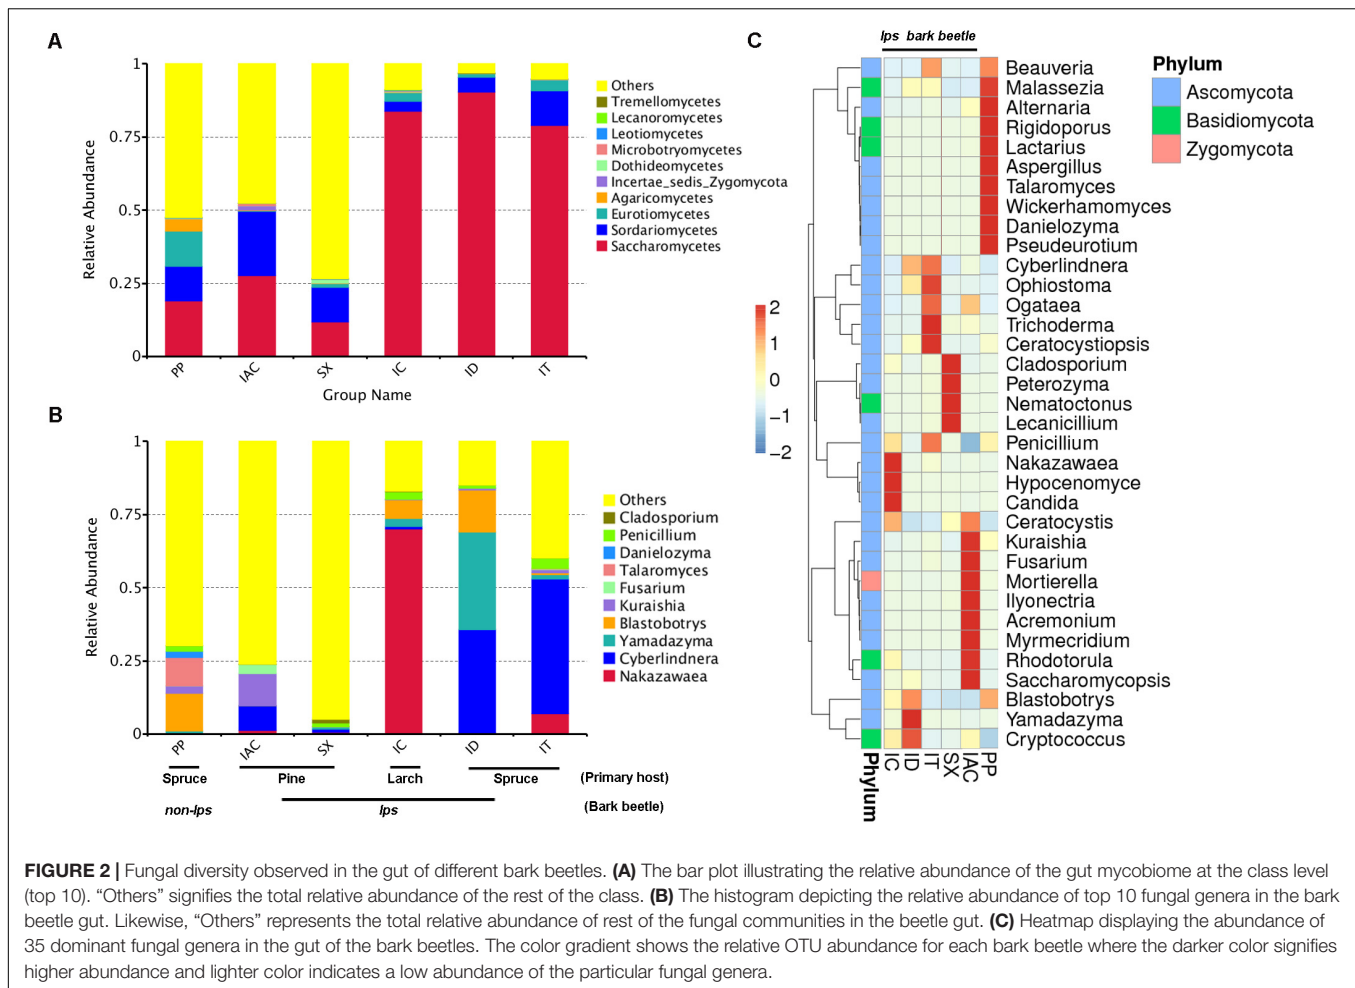 A
1
0.75
0.5
0.25
0
Relative Abundance
PP
IAC
SX
IC
ID
IT
Group Name
Others
Tremellomycetes
Lecanoromycetes
Leotiomycetes
Microbotryomycetes
Dothideomycetes
Incertae_sedis_Zygomycota
Agaricomycetes
Eurotiomycetes
Sordariomycetes
Saccharomycetes
B
1
0.75
0.5
0.25
0
Relative Abundance
PP
IAC
SX
IC
ID
IT
Spruce
Pine
Larch
Spruce
(Primary host)
non-Ips
Ips
(Bark beetle)
Others
Cladosporium
Penicillium
Danielozyma
Talaromyces
Fusarium
Kuraishia
Blastobotrys
Yamadazyma
Cyberlindnera
Nakazawaea
C
Ips bark beetle
2
1
0
−1
−2
Beauveria
Malassezia
Alternaria
Rigidoporus
Lactarius
Aspergillus
Talaromyces
Wickerhamomyces
Danielozyma
Pseudeurotium
Cyberlindnera
Ophiostoma
Ogataea
Trichoderma
Ceratocystiopsis
Cladosporium
Peterozyma
Nematoctonus
Lecanicillium
Penicillium
Nakazawaea
Hypocenomyce
Candida
Ceratocystis
Kuraishia
Fusarium
Mortierella
Ilyonectria
Acremonium
Myrmecridium
Rhodotorula
Saccharomycopsis
Blastobotrys
Yamadazyma
Cryptococcus
Phylum
IC
ID
IT
SX
IAC
PP
Phylum
Ascomycota
Basidiomycota
Zygomycota
FIGURE 2 | Fungal diversity observed in the gut of different bark beetles. (A) The bar plot illustrating the relative abundance of the gut mycobiome at the class level
(top 10). “Others” signifies the total relative abundance of the rest of the class. (B) The histogram depicting the relative abundance of top 10 fungal genera in the bark
beetle gut. Likewise, “Others” represents the total relative abundance of rest of the fungal communities in the beetle gut. (C) Heatmap displaying the abundance of
35 dominant fungal genera in the gut of the bark beetles. The color gradient shows the relative OTU abundance for each bark beetle where the darker color signifies
higher abundance and lighter color indicates a low abundance of the particular fungal genera.